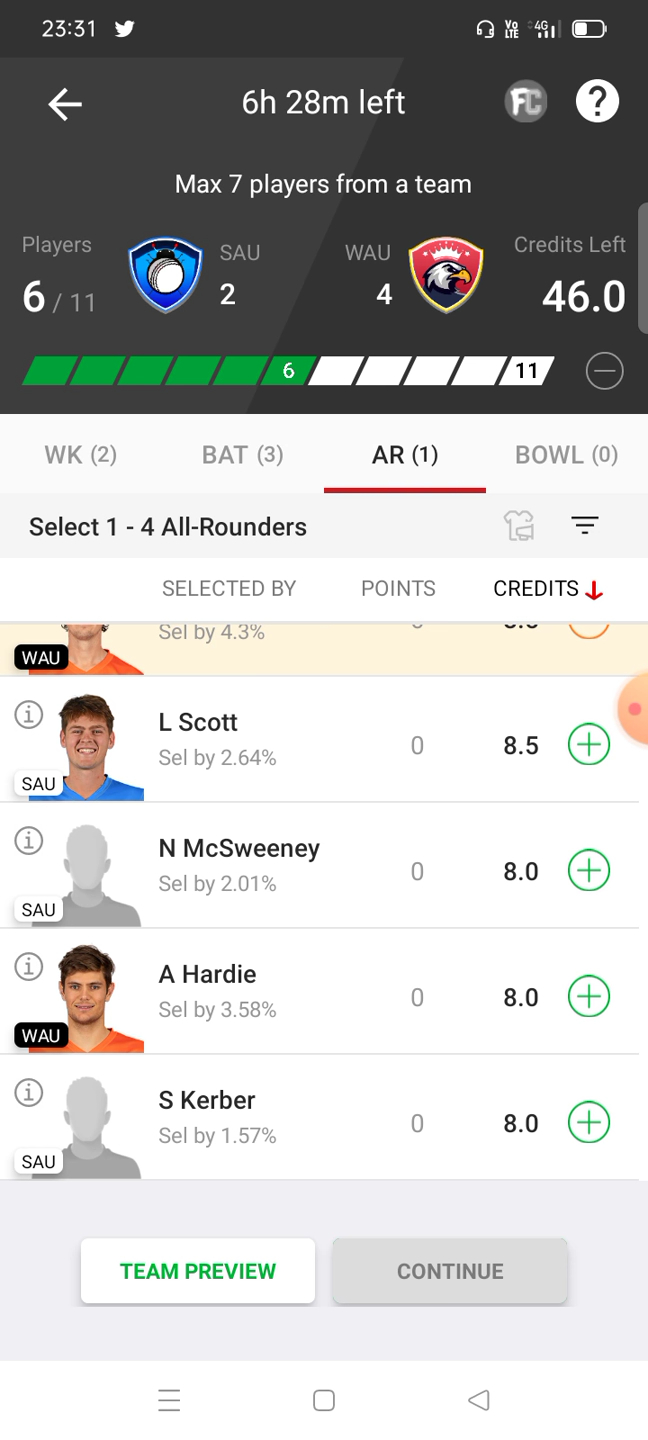 23:31
Vo LTE 4G
6h 28m left
FC
?
Max 7 players from a team
Players
SAU
WAU
Credits Left
6 / 11
2
4
46.0
6
11
WK (2)
BAT (3)
AR (1)
BOWL (0)
Select 1 - 4 All-Rounders
SELECTED BY
POINTS
CREDITS
Sel by 4.3%
WAU
L Scott
Sel by 2.64%
0
8.5
SAU
N McSweeney
Sel by 2.01%
0
8.0
SAU
A Hardie
Sel by 3.58%
0
8.0
WAU
S Kerber
Sel by 1.57%
0
8.0
SAU
TEAM PREVIEW
CONTINUE